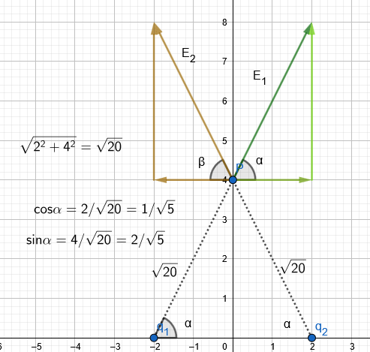 8
E₂
E₁
7
6
√(2² + 4²) = √20
5
β
p
α
4
cosα = 2/√20 = 1/√5
3
sinα = 4/√20 = 2/√5
2
√20
√20
1
q₁
α
α
q₂
−5 −4 −3 −2 −1 0 1 2 3